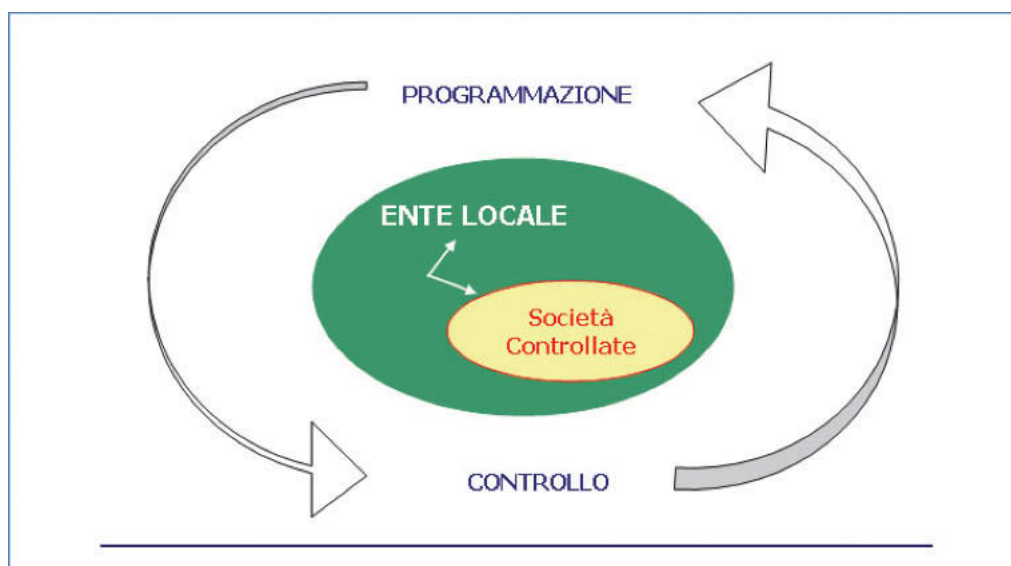 PROGRAMMAZIONE
ENTE LOCALE
Società
Controllate
CONTROLLO